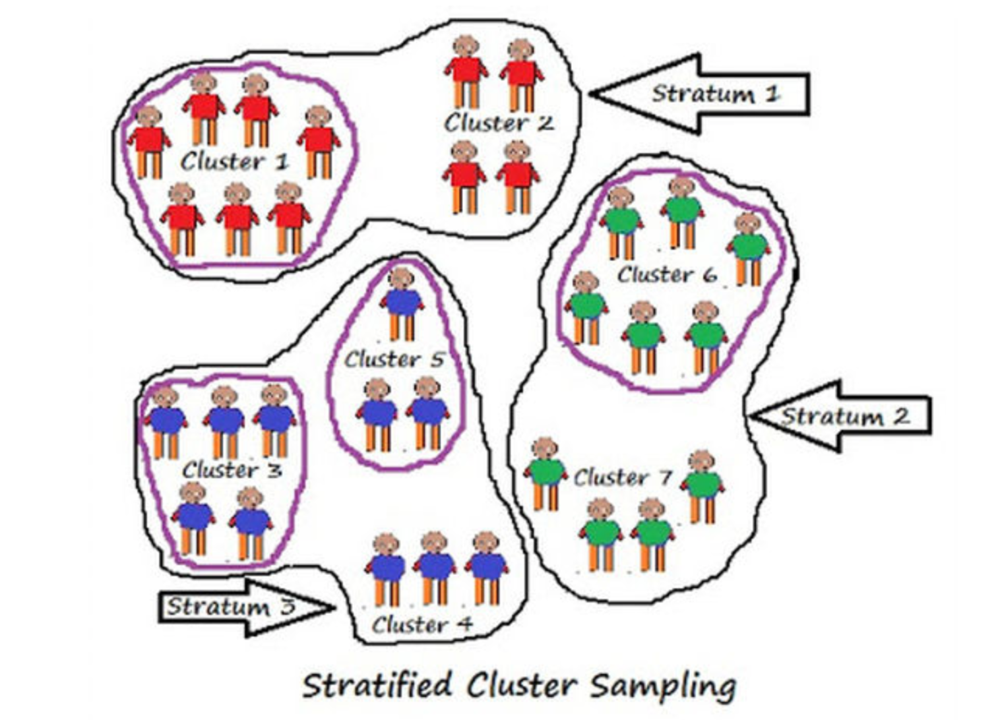 Stratum 1
Cluster 2
Cluster 1
Cluster 6
Cluster 5
Stratum 2
Cluster 3
Cluster 7
Stratum 3
Cluster 4
Stratified Cluster Sampling